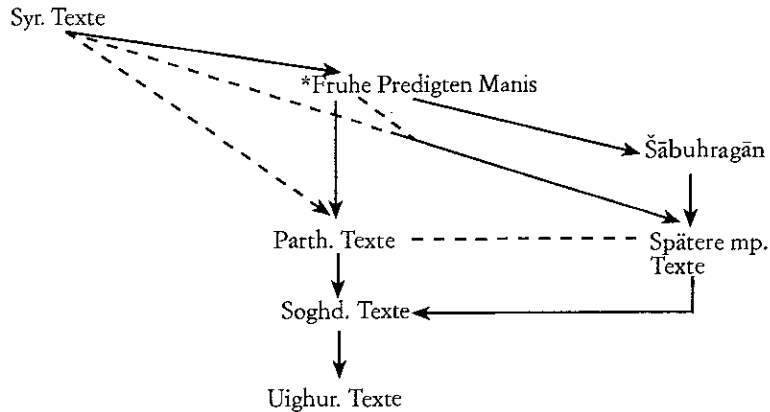 Syr. Texte
*Fruhe Predigten Manis
Šābuhragān
Parth. Texte
Spätere mp.
Texte
Soghd. Texte
Uighur. Texte